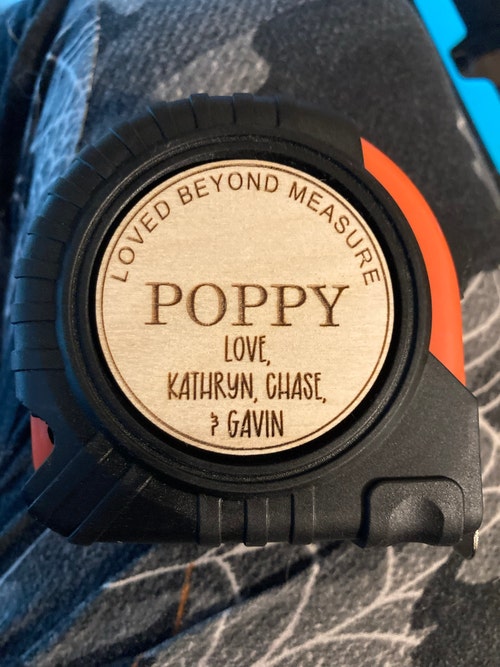 LOVED BEYOND MEASURE
POPPY
LOVE,
KATHRYN, CHASE,
& GAVIN